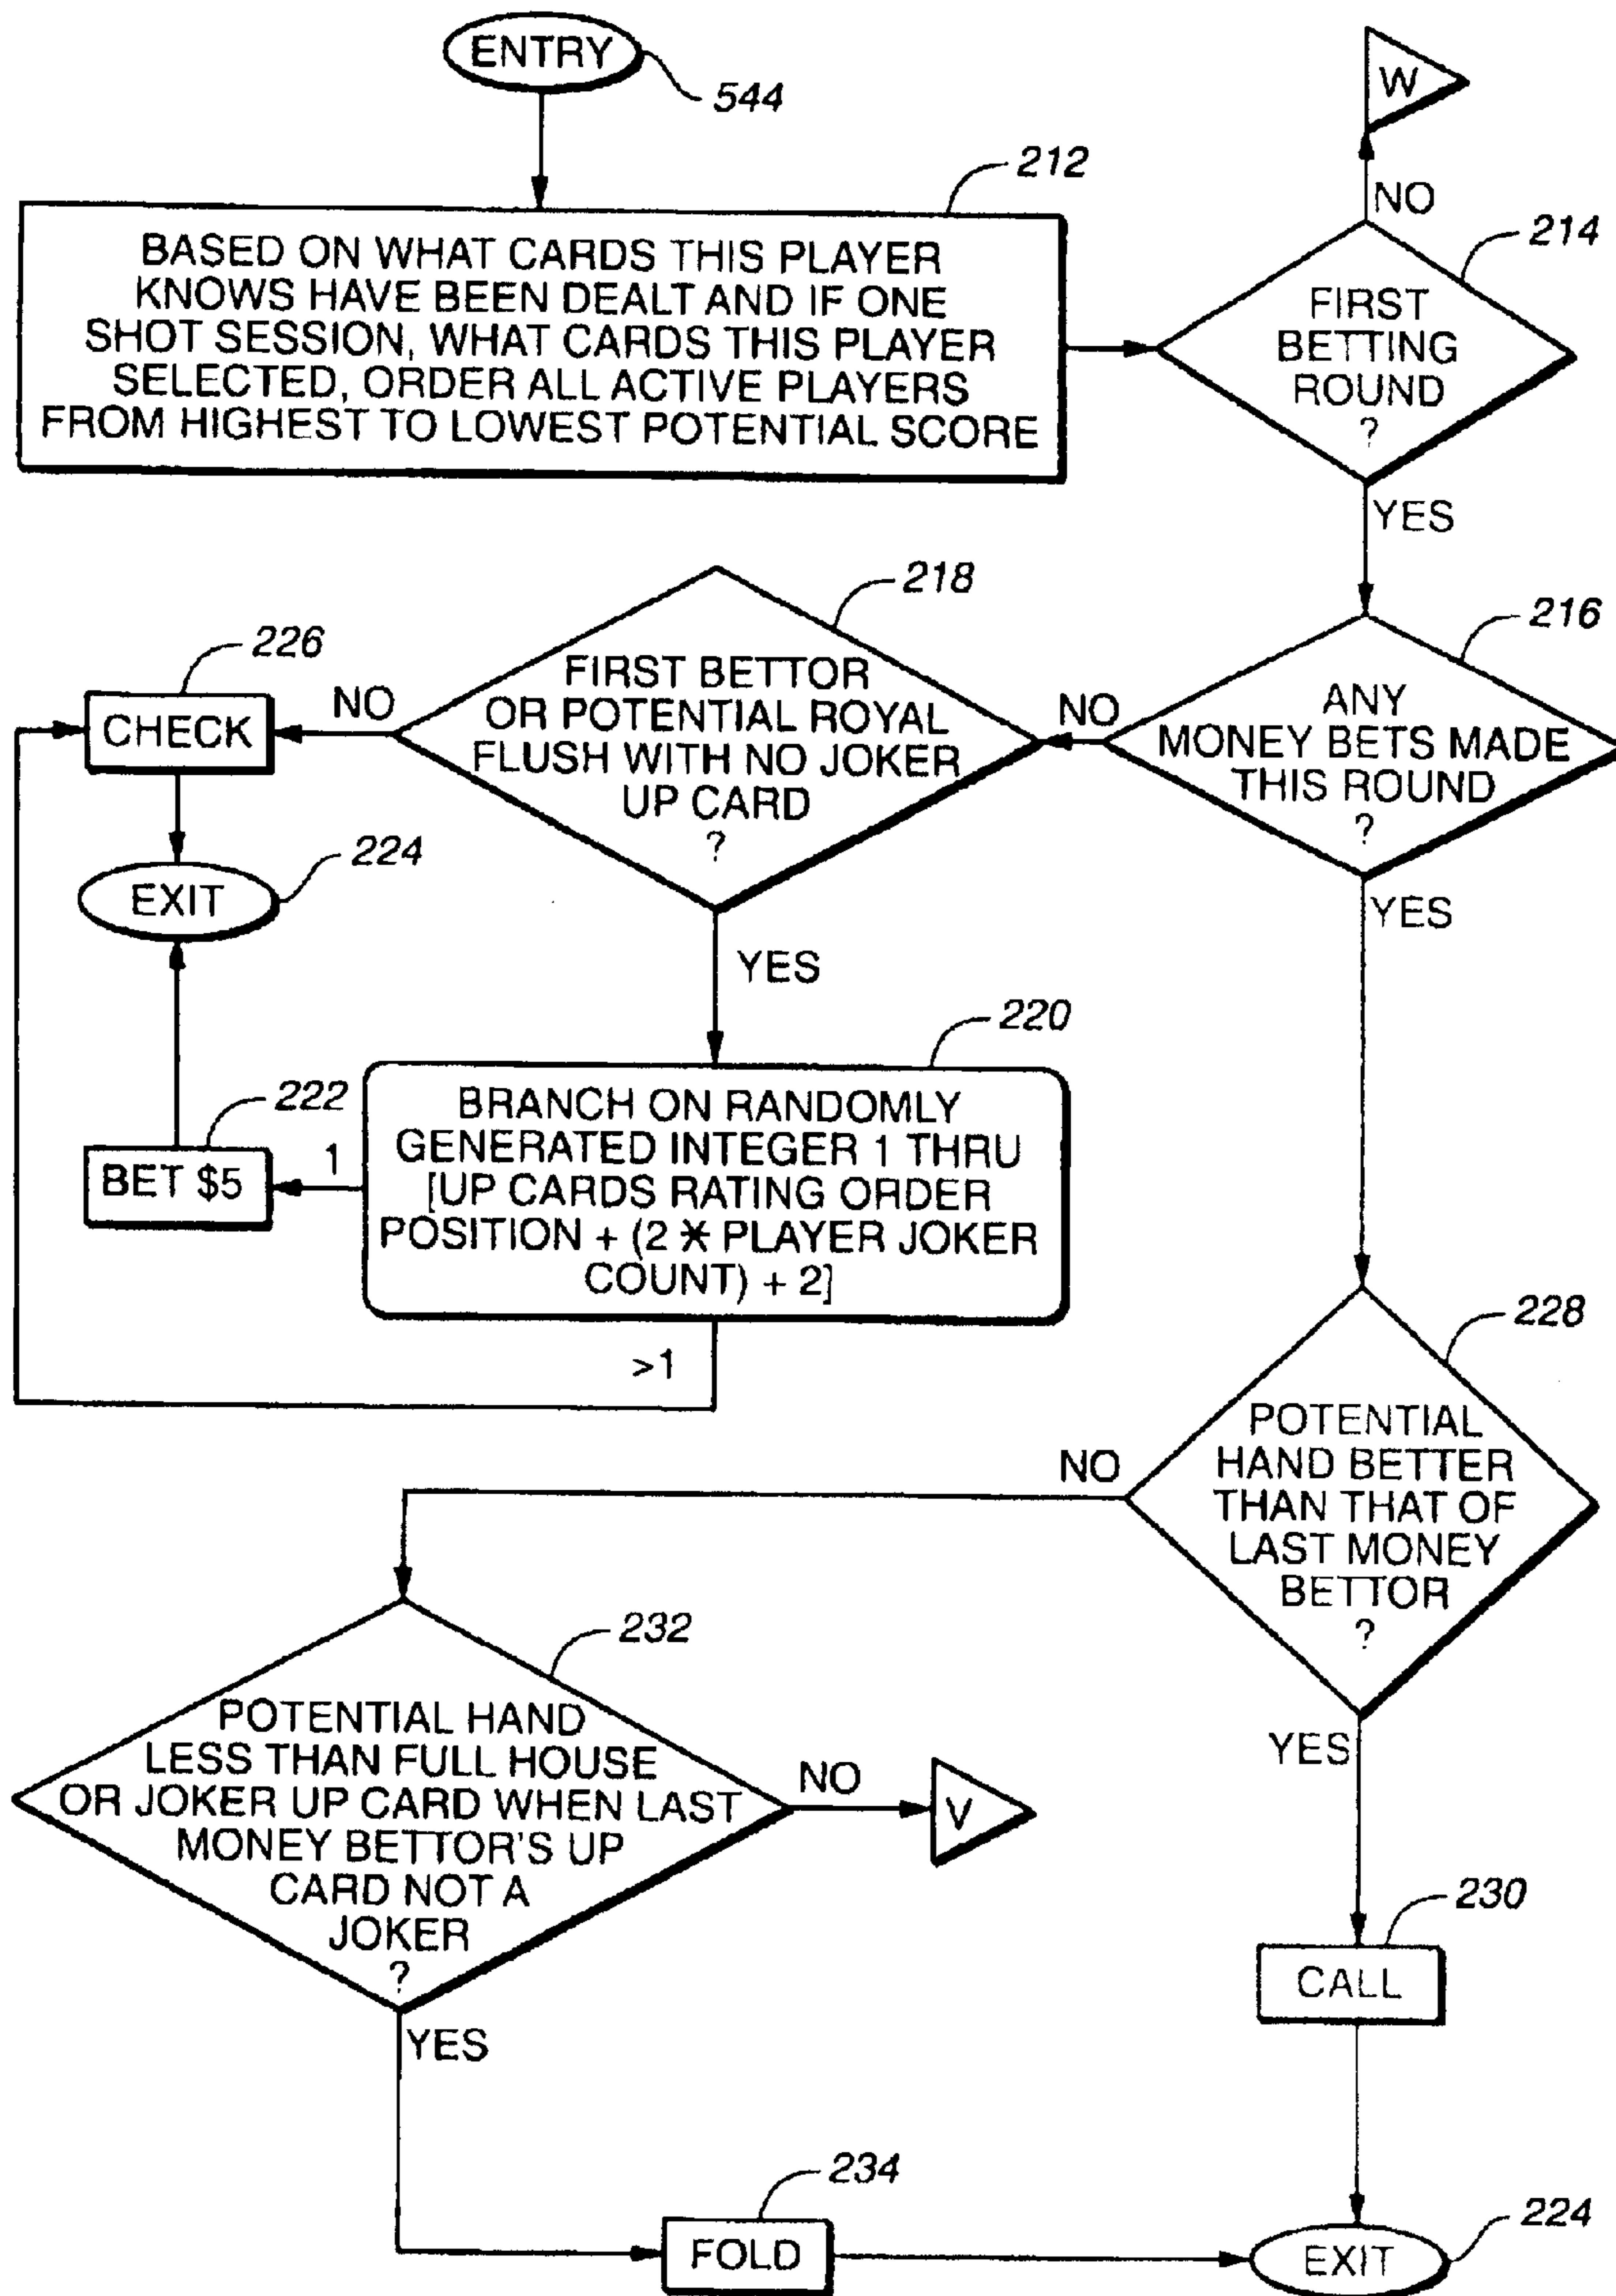 ENTRY
544
W
212
NO
BASED ON WHAT CARDS THIS PLAYER
KNOWS HAVE BEEN DEALT AND IF ONE
SHOT SESSION, WHAT CARDS THIS PLAYER
SELECTED, ORDER ALL ACTIVE PLAYERS
FROM HIGHEST TO LOWEST POTENTIAL SCORE
214
FIRST
BETTING
ROUND
?
YES
216
ANY
MONEY BETS MADE
THIS ROUND
?
NO
YES
218
FIRST BETTOR
OR POTENTIAL ROYAL
FLUSH WITH NO JOKER
UP CARD
?
NO
YES
226
CHECK
224
EXIT
220
BRANCH ON RANDOMLY
GENERATED INTEGER 1 THRU
[UP CARDS RATING ORDER
POSITION + (2 * PLAYER JOKER
COUNT) + 2]
1
>1
222
BET $5
228
POTENTIAL
HAND BETTER
THAN THAT OF
LAST MONEY
BETTOR
?
NO
YES
232
POTENTIAL HAND
LESS THAN FULL HOUSE
OR JOKER UP CARD WHEN LAST
MONEY BETTOR'S UP
CARD NOT A
JOKER
?
NO
V
YES
230
CALL
234
FOLD
224
EXIT